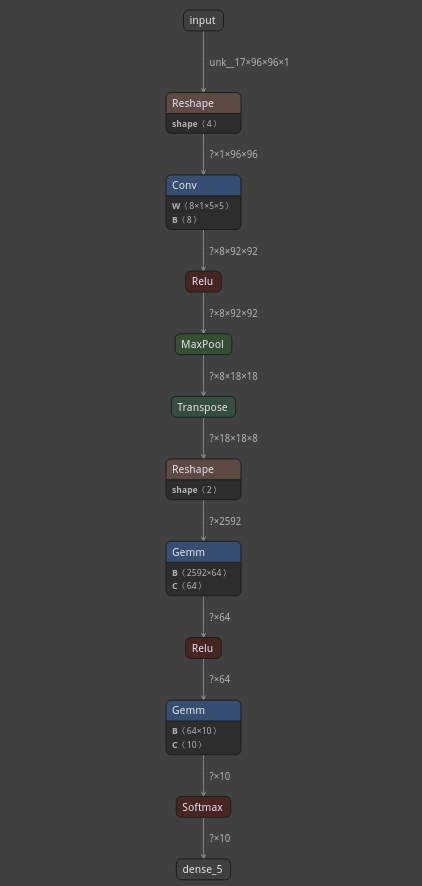 input
unk__17×96×96×1
Reshape
shape ⟨4⟩
?×1×96×96
Conv
W ⟨8×1×5×5⟩
B ⟨8⟩
?×8×92×92
Relu
?×8×92×92
MaxPool
?×8×18×18
Transpose
?×18×18×8
Reshape
shape ⟨2⟩
?×2592
Gemm
B ⟨2592×64⟩
C ⟨64⟩
?×64
Relu
?×64
Gemm
B ⟨64×10⟩
C ⟨10⟩
?×10
Softmax
?×10
dense_5